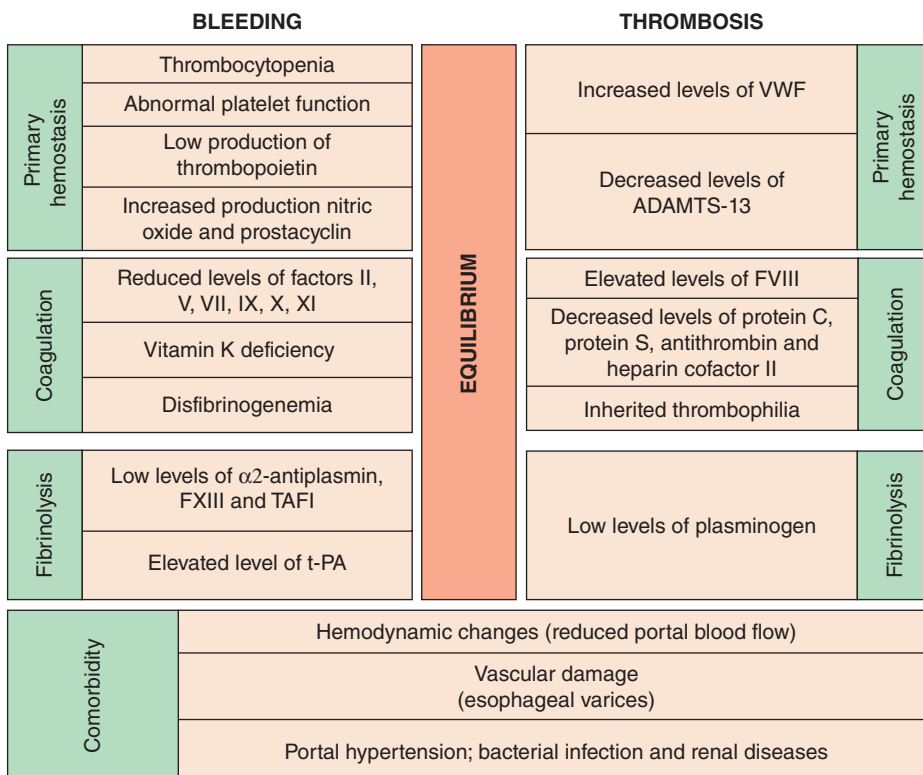 BLEEDING
THROMBOSIS
Primary
hemostasis
Thrombocytopenia
Abnormal platelet function
Low production of
thrombopoietin
Increased production nitric
oxide and prostacyclin
Coagulation
Reduced levels of factors II,
V, VII, IX, X, XI
Vitamin K deficiency
Disfibrinogenemia
Fibrinolysis
Low levels of α2-antiplasmin,
FXIII and TAFI
Elevated level of t-PA
EQUILIBRIUM
Increased levels of VWF
Decreased levels of
ADAMTS-13
Primary
hemostasis
Elevated levels of FVIII
Decreased levels of protein C,
protein S, antithrombin and
heparin cofactor II
Inherited thrombophilia
Coagulation
Low levels of plasminogen
Fibrinolysis
Comorbidity
Hemodynamic changes (reduced portal blood flow)
Vascular damage
(esophageal varices)
Portal hypertension; bacterial infection and renal diseases